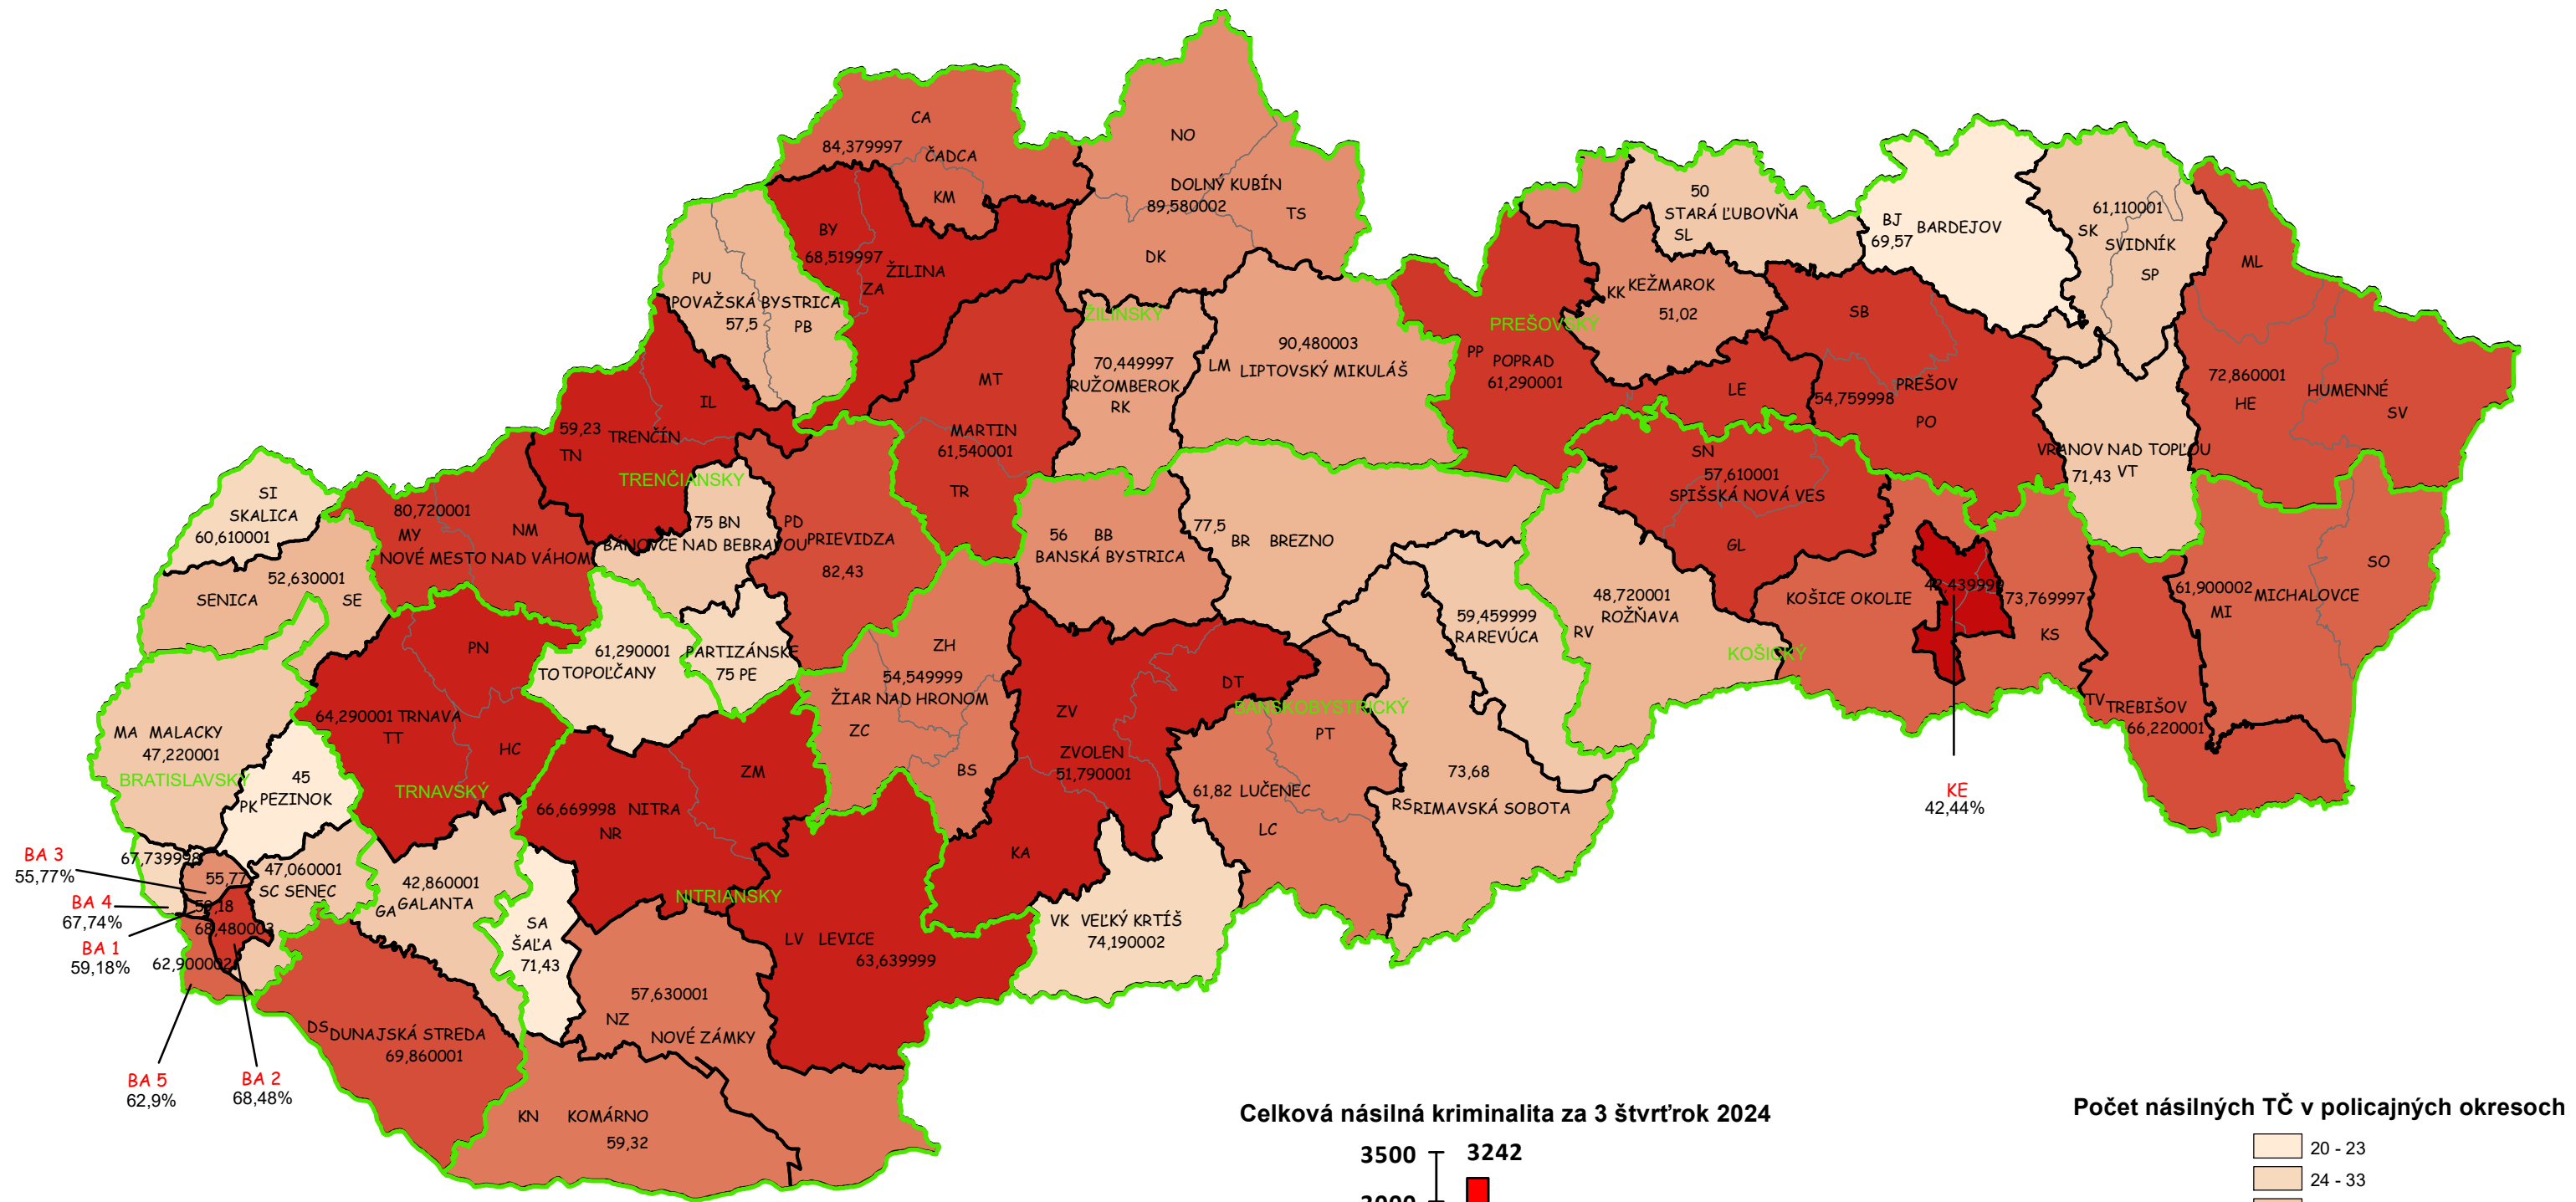 CA
84,379997
ČADCA
KM
NO
DOLNÝ KUBÍN
89,580002
TS
DK
BY
68,519997
ŽILINA
ZA
PU
POVAŽSKÁ BYSTRICA
57,5
PB
ŽILINSKÝ
MT
MARTIN
61,540001
TR
70,449997
RUŽOMBEROK
RK
90,480003
LM LIPTOVSKÝ MIKULÁŠ
50
STARÁ ĽUBOVŇA
SL
BJ
69,57
BARDEJOV
61,110001
SK
SVIDNÍK
SP
ML
KK KEŽMAROK
51,02
PREŠOVSKÝ
PP
POPRAD
61,290001
SB
LE
54,759998
PREŠOV
PO
72,860001
HE
HUMENNÉ
SV
VRANOV NAD TOPĽOU
71,43 VT
IL
59,23
TRENČÍN
TN
TRENČIANSKY
SI
SKALICA
60,610001
80,720001
MY
NM
NOVÉ MESTO NAD VÁHOM
75 BN
BÁNOVCE NAD BEBRAVOU
PD
PRIEVIDZA
82,43
56 BB
BANSKÁ BYSTRICA
77,5
BR BREZNO
SN
57,610001
SPIŠSKÁ NOVÁ VES
GL
SO
52,630001
SENICA
SE
KOŠICE OKOLIE
73,769997
KS
61,900002
MI
MICHALOVCE
48,720001
ROŽŇAVA
RV
KOŠICKÝ
59,459999
RA REVÚCA
PN
61,290001
TO TOPOĽČANY
PARTIZÁNSKE
75 PE
ZH
54,549999
ŽIAR NAD HRONOM
ZC
BS
DT
ZV
ZVOLEN
51,790001
KA
BANSKOBYSTRICKÝ
PT
61,82 LUČENEC
LC
73,68
RS RIMAVSKÁ SOBOTA
TV TREBIŠOV
66,220001
KE
42,44%
MA MALACKY
47,220001
BRATISLAVSKÝ
64,290001 TRNAVA
TT
HC
TRNAVSKÝ
45
PK PEZINOK
ZM
66,669998 NITRA
NR
NITRIANSKY
67,739998
BA 3
55,77%
55,77
47,060001
SC SENEC
42,860001
GA GALANTA
BA 4
67,74%
59,18
68,480003
BA 1
59,18%
62,900002
SA
ŠAĽA
71,43
LV LEVICE
63,639999
VK VEĽKÝ KRTÍŠ
74,190002
57,630001
NZ
NOVÉ ZÁMKY
DS DUNAJSKÁ STREDA
69,860001
BA 5
62,9%
BA 2
68,48%
KN KOMÁRNO
59,32
Celková násilná kriminalita za 3 štvrťrok 2024
3500
3242
Počet násilných TČ v policajných okresoch
20 - 23
24 - 33